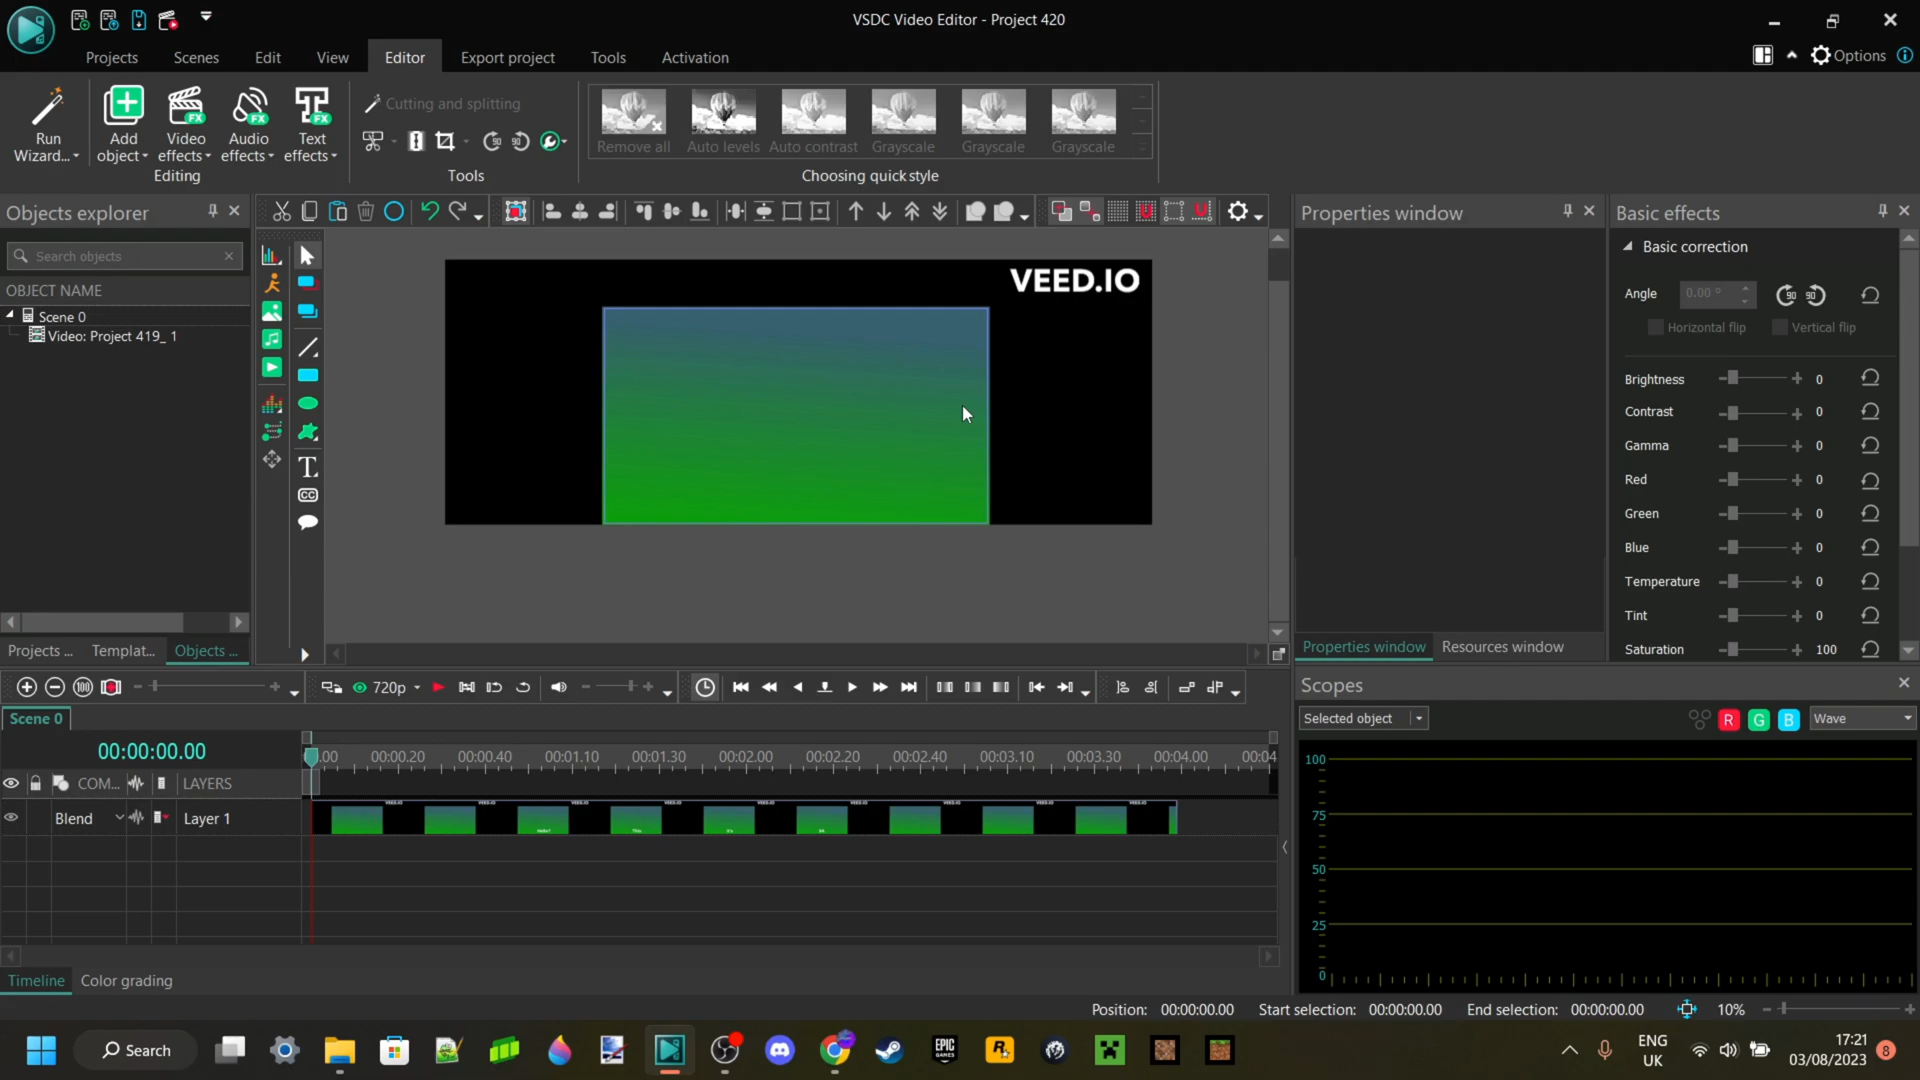 VSDC Video Editor - Project 420
Projects
Scenes
Edit
View
Editor
Export project
Tools
Activation
Options
Run
Wizard...
Add
object
Video
effects
Audio
effects
Text
effects
Editing
Cutting and splitting
Tools
Remove all
Auto levels
Auto contrast
Grayscale
Grayscale
Grayscale
Choosing quick style
Objects explorer
Search objects
OBJECT NAME
Scene 0
Video: Project 419_ 1
Projects ...
Templat...
Objects ...
VEED.IO
Properties window
Properties window
Resources window
Basic effects
Basic correction
Angle
0.00 °
90
90
Horizontal flip
Vertical flip
Brightness
0
Contrast
0
Gamma
0
Red
0
Green
0
Blue
0
Temperature
0
Tint
0
Saturation
100
720p
Scene 0
00:00:00.00
COM...
LAYERS
.00
00:00.20
00:00.40
00:01.10
00:01.30
00:02.00
00:02.20
00:02.40
00:03.10
00:03.30
00:04.00
00:04
Blend
Layer 1
Timeline
Color grading
Scopes
Selected object
R
G
B
Wave
100
75
50
25
0
Position: 00:00:00.00
Start selection: 00:00:00.00
End selection: 00:00:00.00
10%
Search
EPIC
GAMES
ENG
UK
17:21
03/08/2023
8